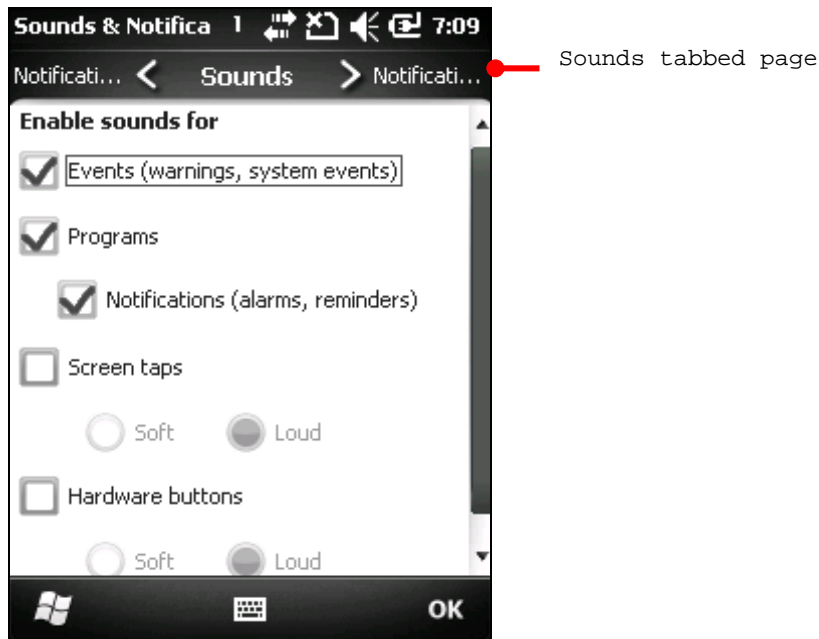 Sounds & Notifica 1 7:09
Notificati... Sounds Notificati...
Sounds tabbed page
Enable sounds for
Events (warnings, system events)
Programs
Notifications (alarms, reminders)
Screen taps
Soft Loud
Hardware buttons
Soft Loud
OK